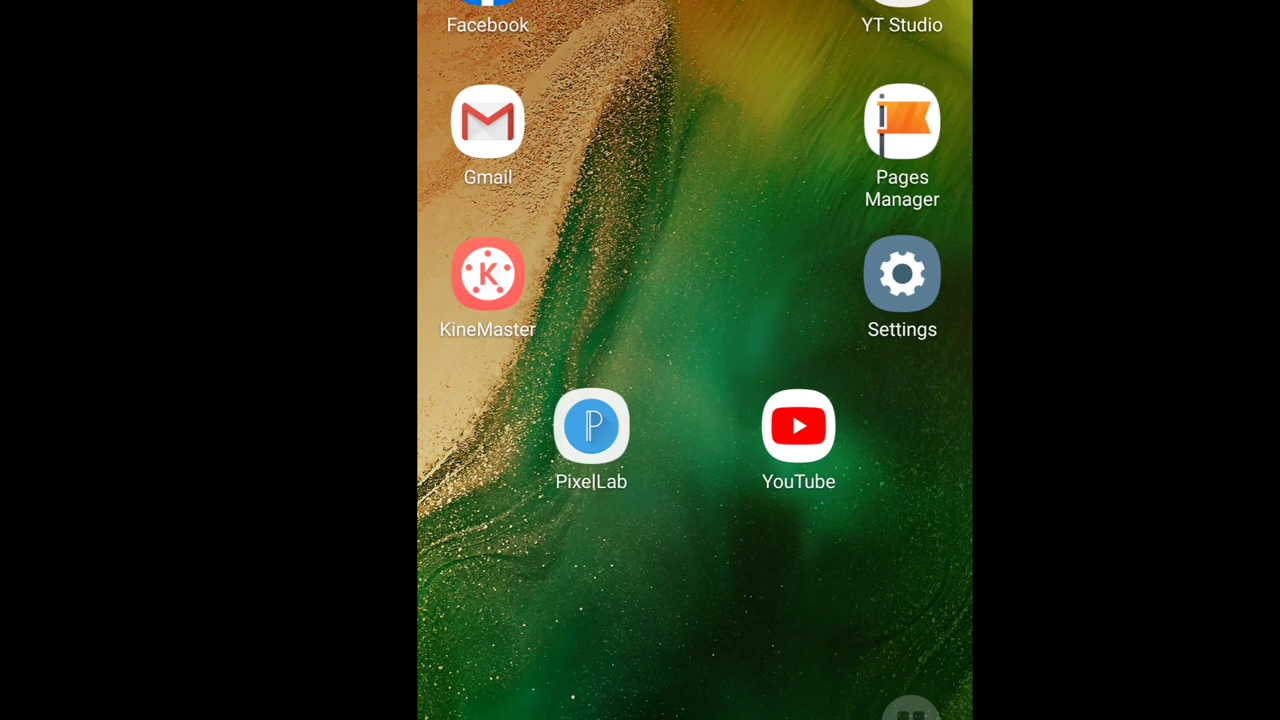 Facebook
YT Studio
Gmail
Pages
Manager
K
KineMaster
Settings
P
PixelLab
YouTube